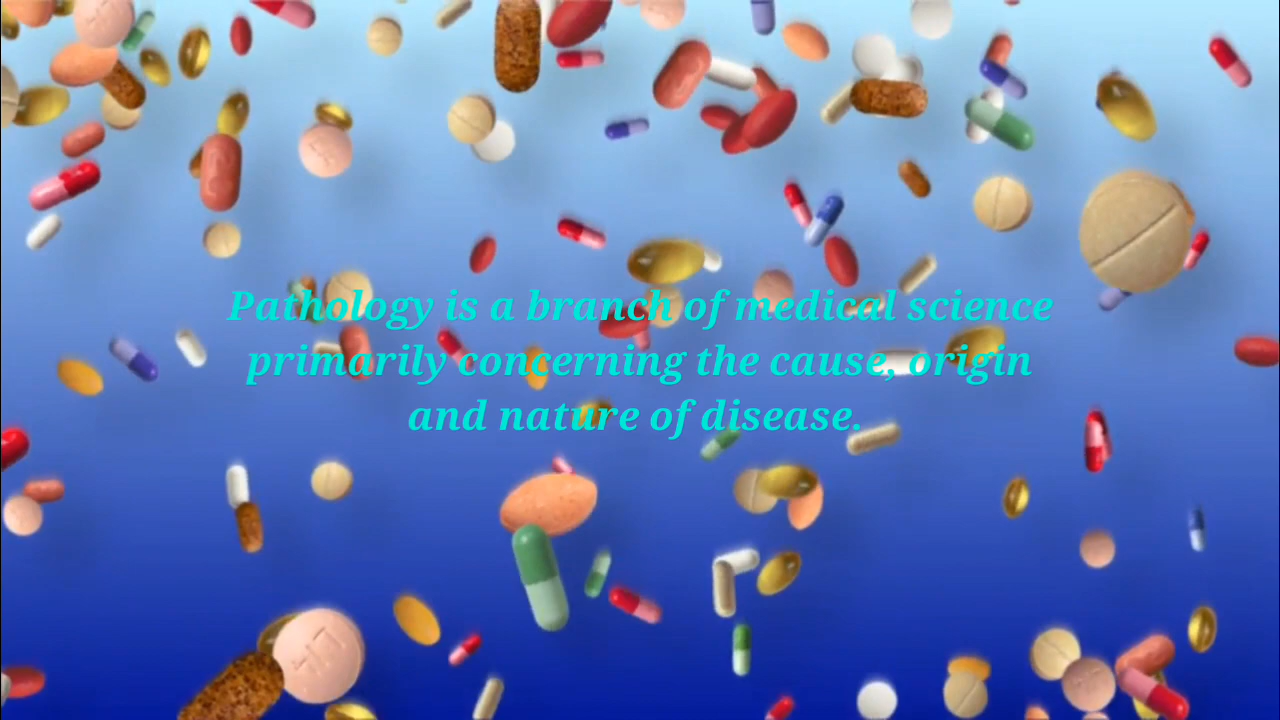 Pathology is a branch of medical science
primarily concerning the cause, origin
and nature of disease.